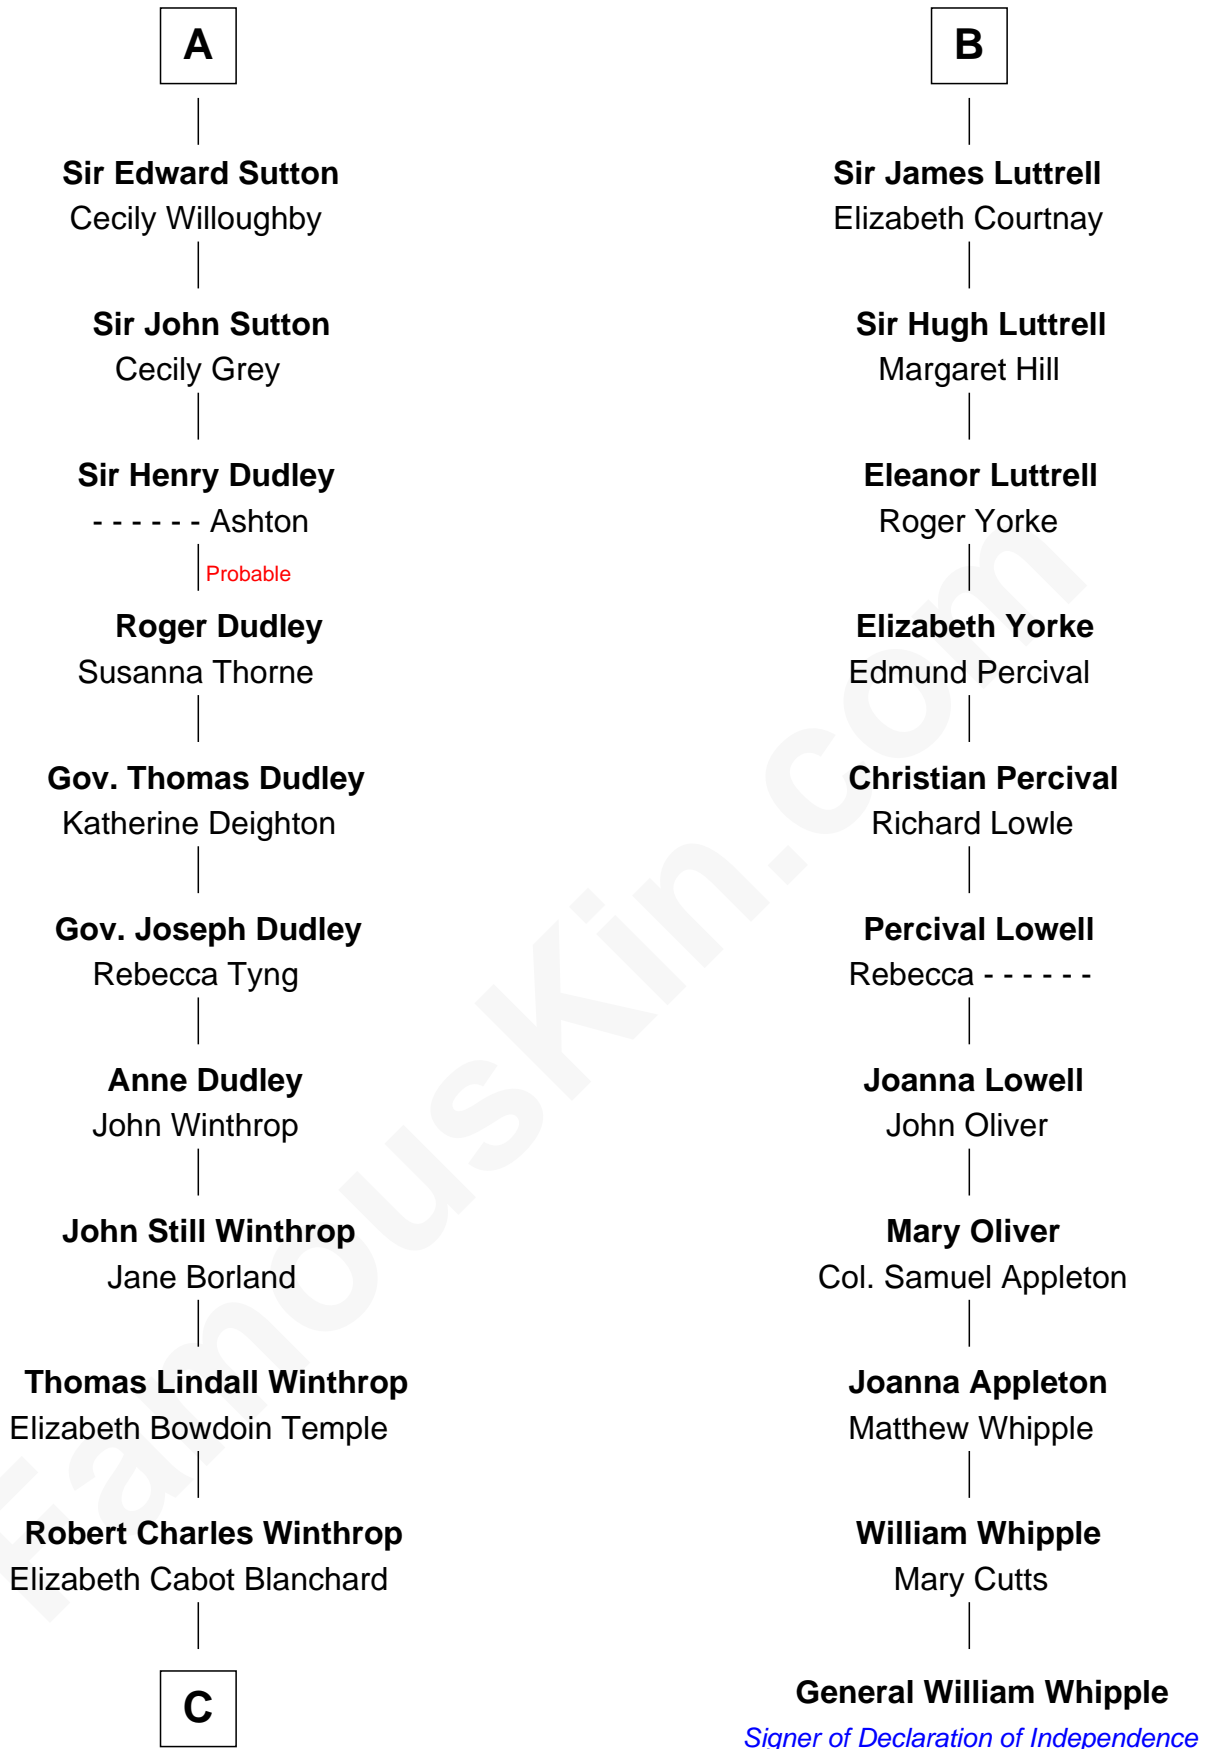 A
Sir Edward Sutton
Cecily Willoughby
Sir John Sutton
Cecily Grey
Sir Henry Dudley
- - - - - - Ashton
Probable
Roger Dudley
Susanna Thorne
Gov. Thomas Dudley
Katherine Deighton
Gov. Joseph Dudley
Rebecca Tyng
Anne Dudley
John Winthrop
John Still Winthrop
Jane Borland
Thomas Lindall Winthrop
Elizabeth Bowdoin Temple
Robert Charles Winthrop
Elizabeth Cabot Blanchard
C
B
Sir James Luttrell
Elizabeth Courtnay
Sir Hugh Luttrell
Margaret Hill
Eleanor Luttrell
Roger Yorke
Elizabeth Yorke
Edmund Percival
Christian Percival
Richard Lowle
Percival Lowell
Rebecca - - - - - -
Joanna Lowell
John Oliver
Mary Oliver
Col. Samuel Appleton
Joanna Appleton
Matthew Whipple
William Whipple
Mary Cutts
General William Whipple
Signer of Declaration of Independence
FamousKin.com